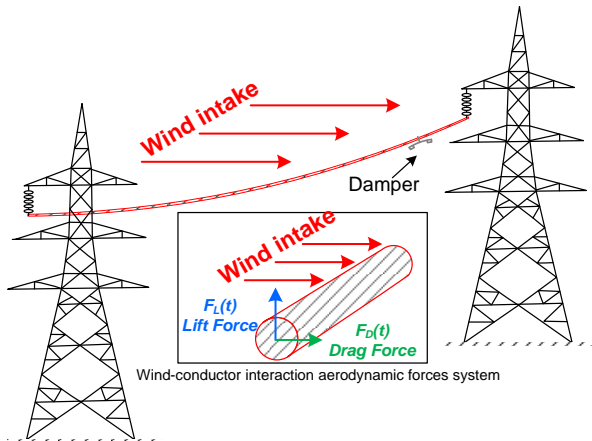 Wind intake
Damper
Wind intake
F_L(t)
Lift Force
F_D(t)
Drag Force
Wind-conductor interaction aerodynamic forces system